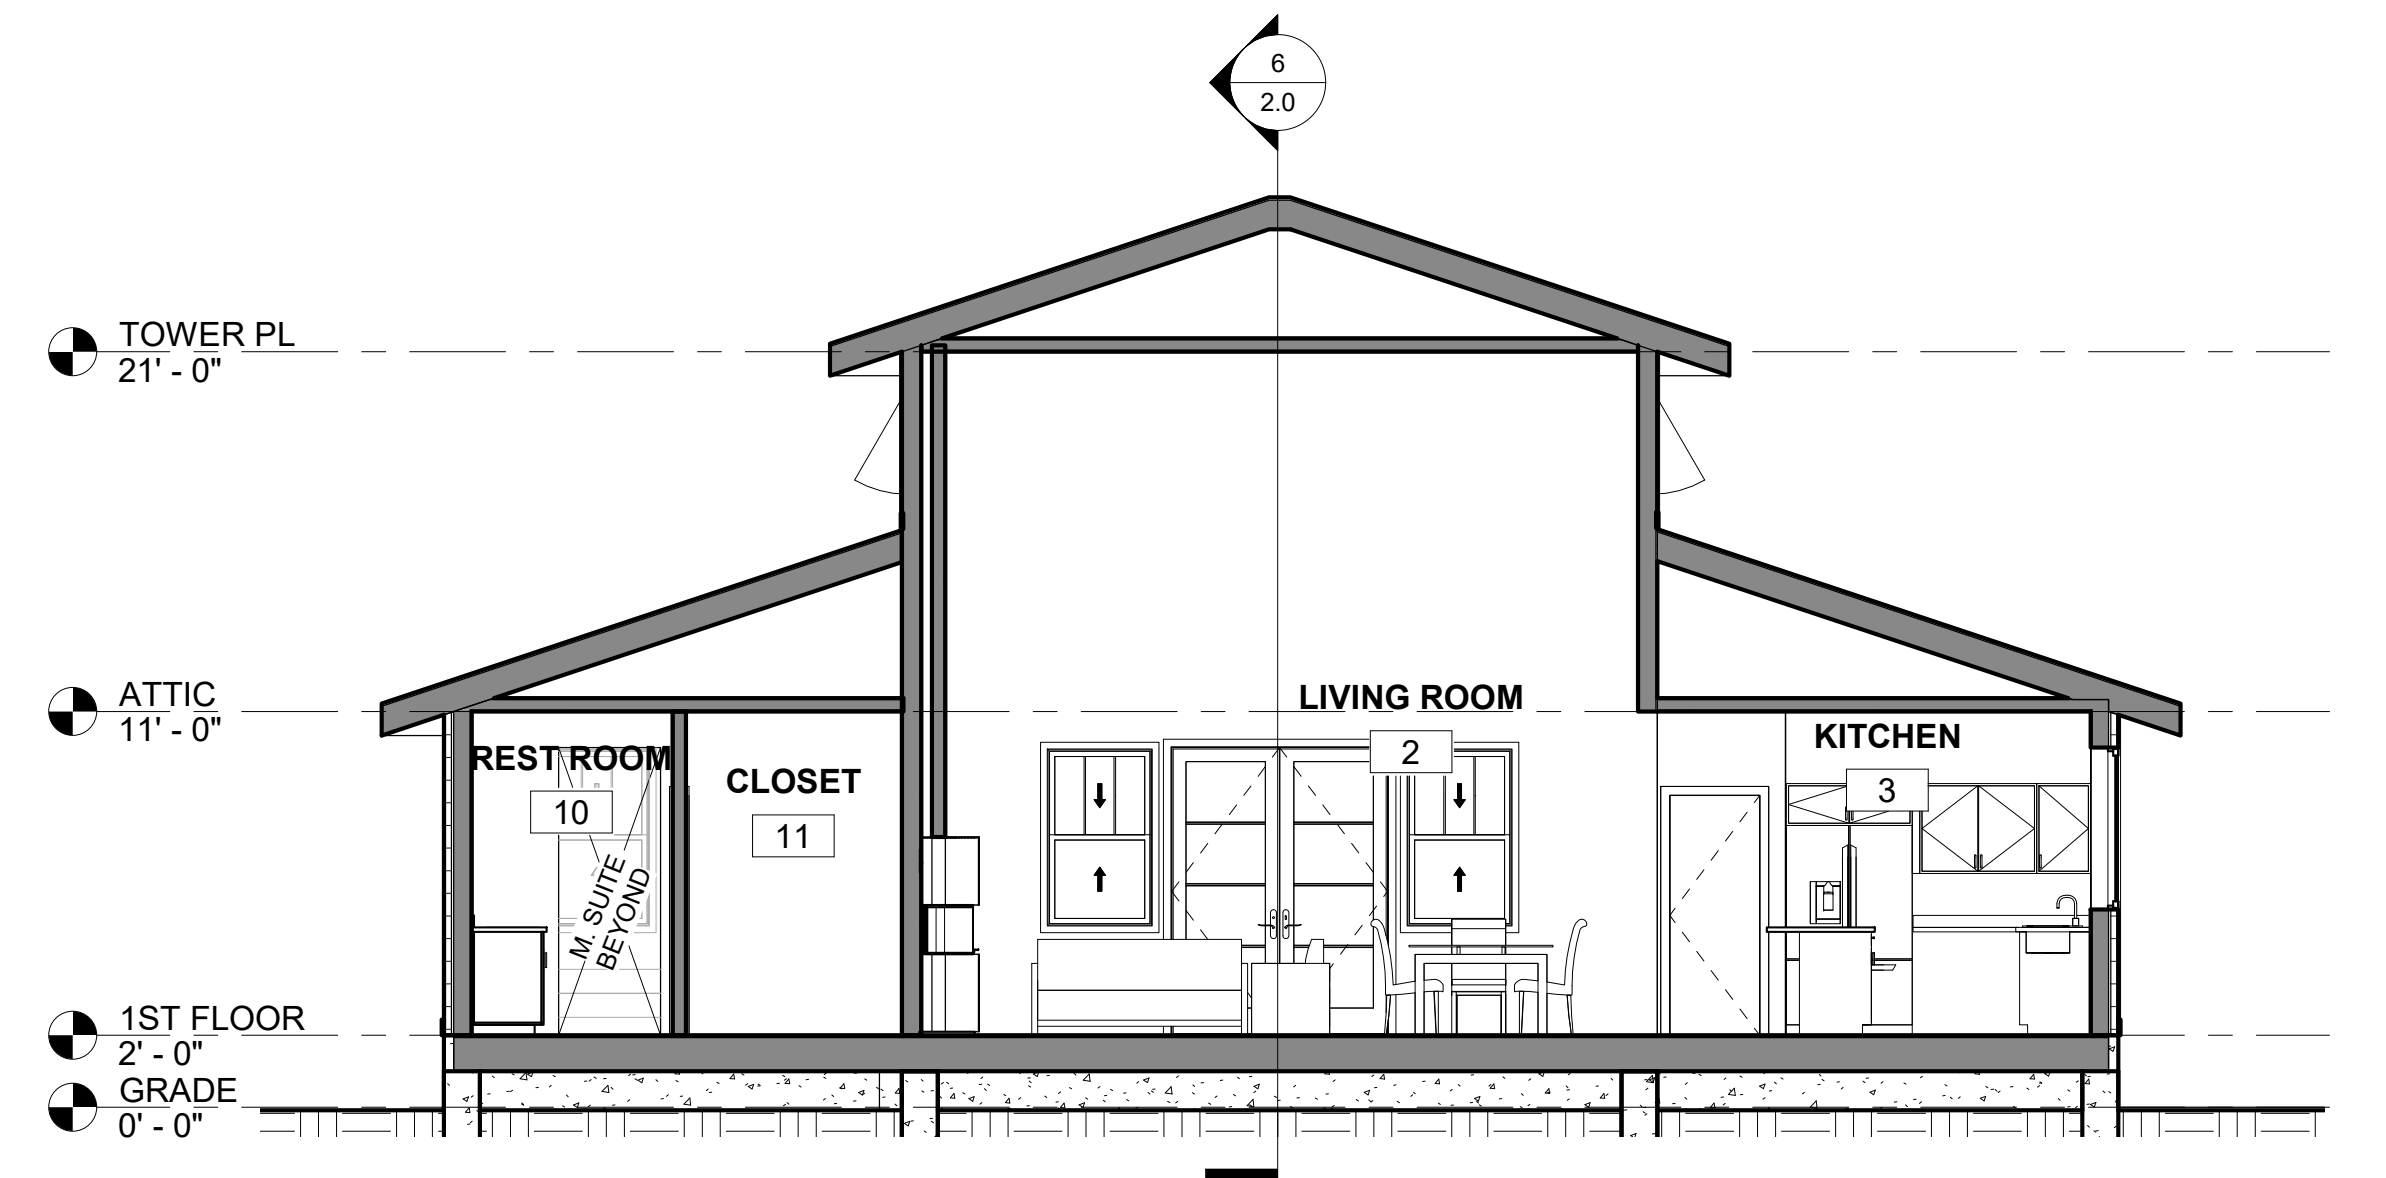 6
2.0
TOWER PL
21' - 0"
ATTIC
11' - 0"
LIVING ROOM
2
KITCHEN
3
REST ROOM
10
CLOSET
11
M. SUITE
BEYOND
1ST FLOOR
2' - 0"
GRADE
0' - 0"